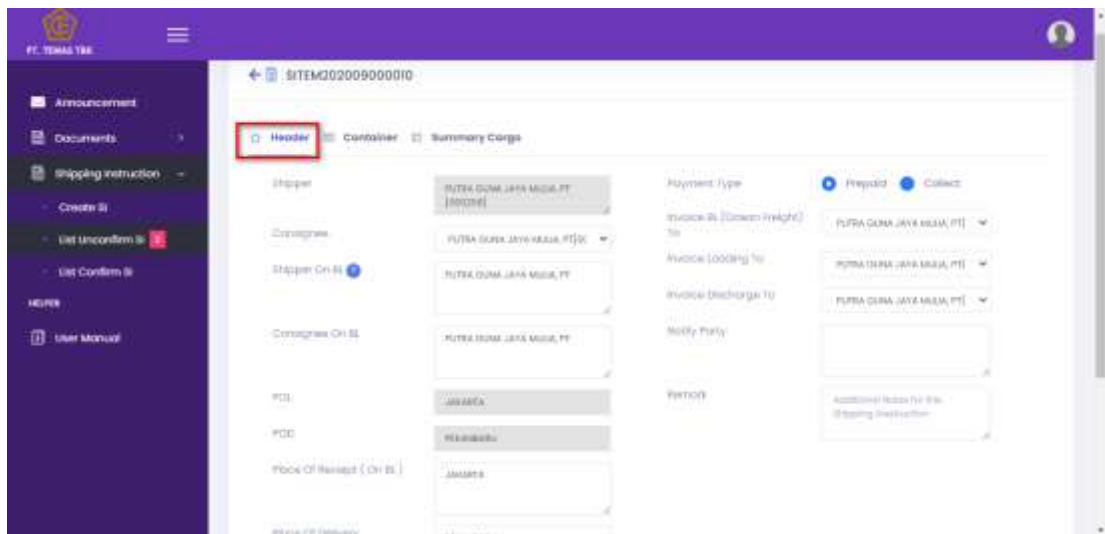 PT. TEMAS TBK
SITEM202009000010
Announcement
Documents
Shipping Instruction
Create SI
List Unconfirm SI
List Confirm SI
HELPER
User Manual
Header
Container
Summary Cargo
Shipper
PUTRA GUNA JAYA MULIA, PT
Consignee
PUTRA GUNA JAYA MULIA, PT
Shipper On BL ?
PUTRA GUNA JAYA MULIA, PT
Consignee On BL
PUTRA GUNA JAYA MULIA, PT
POL
JAKARTA
POD
Place Of Receipt ( On BL )
JAKARTA
Place Of Delivery
Payment Type
Prepaid
Collect
Invoice BL (Ocean Freight)
To
PUTRA GUNA JAYA MULIA, PT[
Invoice Loading To
PUTRA GUNA JAYA MULIA, PT[
Invoice Discharge To
PUTRA GUNA JAYA MULIA, PT[
Notify Party
Remark
Additional Notes for this
Shipping Instruction